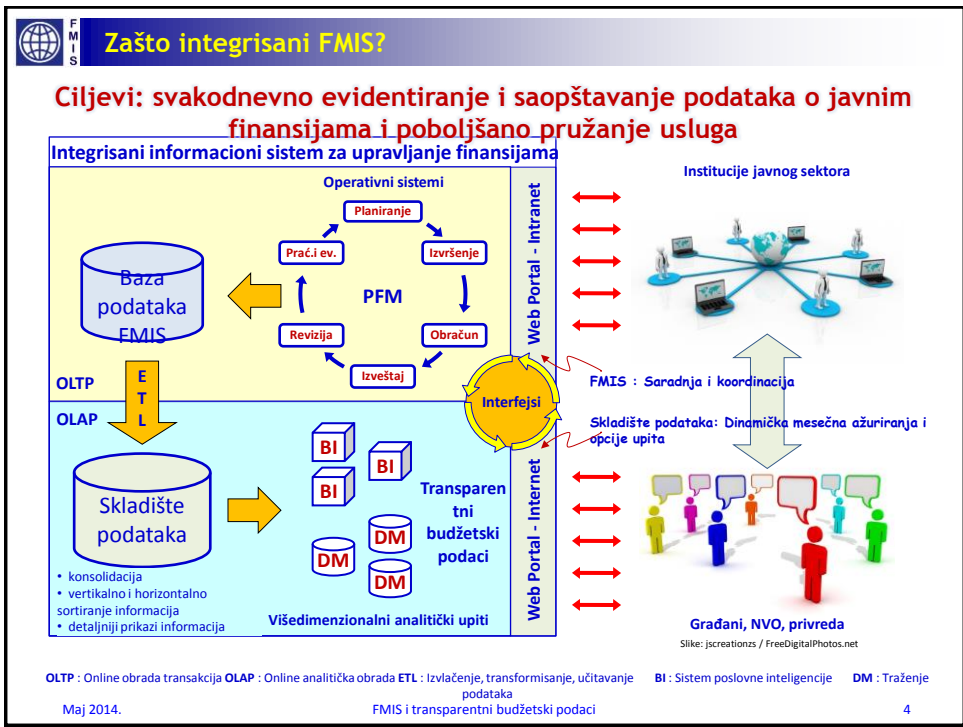 FMIS
Zašto integrisani FMIS?
Ciljevi: svakodnevno evidentiranje i saopštavanje podataka o javnim
finansijama i poboljšano pružanje usluga
Integrisani informacioni sistem za upravljanje finansijama
Operativni sistemi
Planiranje
Prać.i ev.
Izvršenje
PFM
Revizija
Obračun
Izveštaj
Baza
podataka
FMIS
OLTP
ETL
OLAP
Web Portal - Intranet
Interfejsi
Web Portal - Internet
Skladište
podataka
BI
BI
BI
DM
DM
DM
Transparen
tni
budžetski
podaci
• konsolidacija
• vertikalno i horizontalno
sortiranje informacija
• detaljniji prikazi informacija
Višedimenzionalni analitički upiti
Institucije javnog sektora
FMIS : Saradnja i koordinacija
Skladište podataka: Dinamička mesečna ažuriranja i
opcije upita
Građani, NVO, privreda
Slike: jscreationzs / FreeDigitalPhotos.net
OLTP : Online obrada transakcija OLAP : Online analitička obrada ETL : Izvlačenje, transformisanje, učitavanje BI : Sistem poslovne inteligencije DM : Traženje
podataka
Maj 2014.
FMIS i transparentni budžetski podaci
4